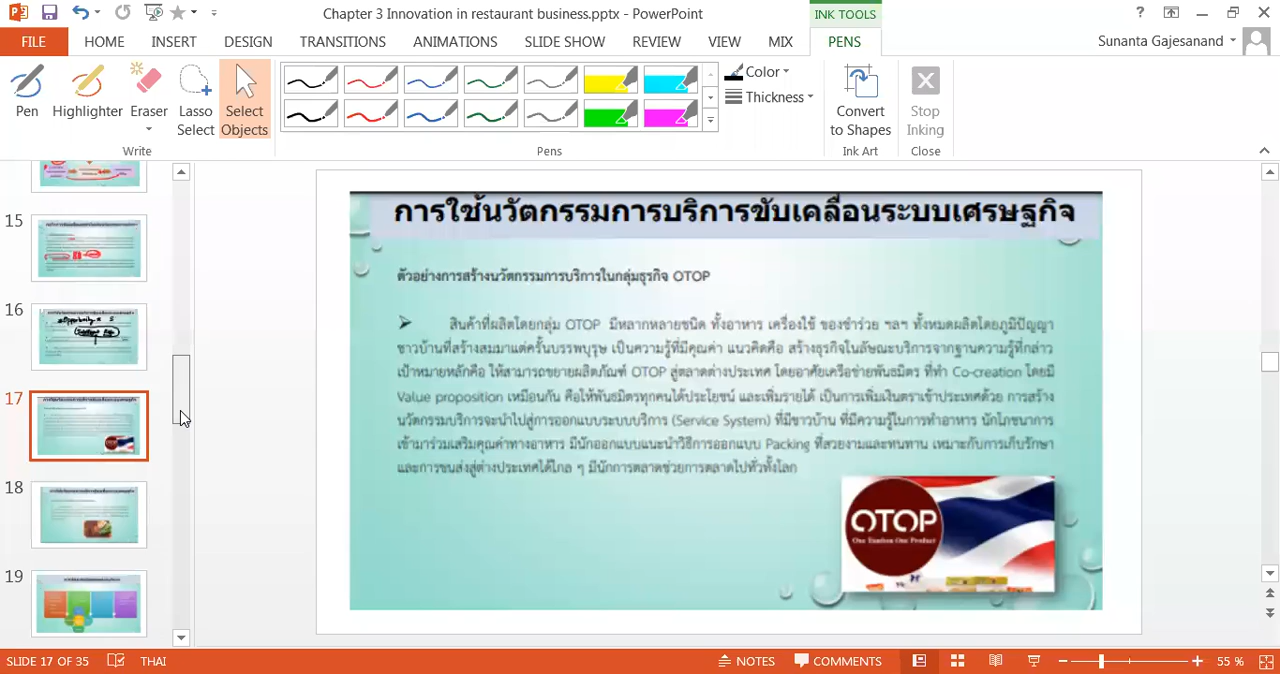 Chapter 3 Innovation in restaurant business.pptx - PowerPoint
INK TOOLS
FILE HOME INSERT DESIGN TRANSITIONS ANIMATIONS SLIDE SHOW REVIEW VIEW MIX PENS
Sunanta Gajesanand
Pen Highlighter Eraser Lasso Select Select Objects
Color
Thickness
Convert to Shapes
Stop Inking
Write Pens Ink Art Close
15
16
17
18
19
การใช้นวัตกรรมการบริการขับเคลื่อนระบบเศรษฐกิจ
ตัวอย่างการสร้างนวัตกรรมการบริการในกลุ่มธุรกิจ OTOP
สินค้าที่ผลิตโดยกลุ่ม OTOP มีหลากหลายชนิด ทั้งอาหาร เครื่องใช้ ของชำร่วย ฯลฯ ทั้งหมดผลิตโดยภูมิปัญญา
ชาวบ้านที่สร้างสมมาแต่ครั้นบรรพบุรุษ เป็นความรู้ที่มีคุณค่า แนวคิดคือ สร้างธุรกิจในลักษณะบริการจากฐานความรู้ที่กล่าว
เป้าหมายหลักคือ ให้สามารถขยายผลิตภัณฑ์ OTOP สู่ตลาดต่างประเทศ โดยอาศัยเครือข่ายพันธมิตร ที่ทำ Co-creation โดยมี
Value proposition เหมือนกัน คือให้พันธมิตรทุกคนได้ประโยชน์ และเพิ่มรายได้ เป็นการเพิ่มเงินตราเข้าประเทศด้วย การสร้าง
นวัตกรรมบริการจะนำไปสู่การออกแบบระบบบริการ (Service System) ที่มีชาวบ้าน ที่มีความรู้ในการทำอาหาร นักโภชนาการ
เข้ามาร่วมเสริมคุณค่าทางอาหาร มีนักออกแบบแนะนำวิธีการออกแบบ Packing ที่สวยงามและทนทาน เหมาะกับการเก็บรักษา
และการขนส่งสู่ต่างประเทศได้ไกล ๆ มีนักการตลาดช่วยการตลาดไปทั่วทั้งโลก
OTOP
One Tambon One Product
SLIDE 17 OF 35 THAI NOTES COMMENTS 55 %